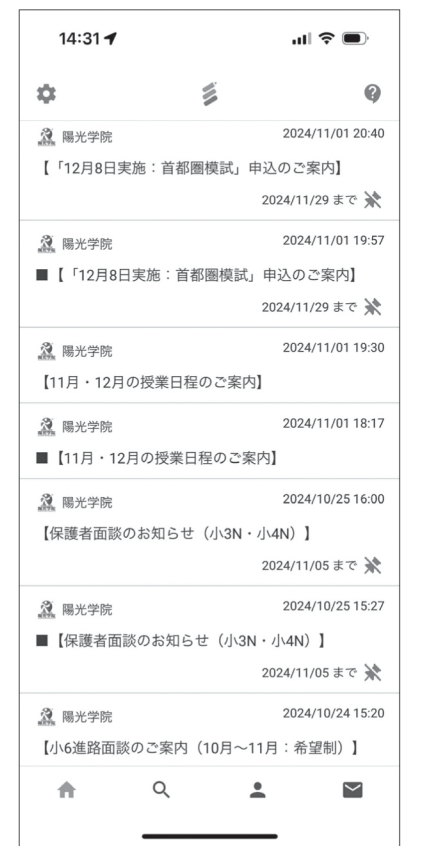 14:31
陽光学院 2024/11/01 20:40
【「12月8日実施：首都圏模試」申込のご案内】
2024/11/29 まで
陽光学院 2024/11/01 19:57
■【「12月8日実施：首都圏模試」申込のご案内】
2024/11/29 まで
陽光学院 2024/11/01 19:30
【11月・12月の授業日程のご案内】
陽光学院 2024/11/01 18:17
■【11月・12月の授業日程のご案内】
陽光学院 2024/10/25 16:00
【保護者面談のお知らせ（小3N・小4N）】
2024/11/05 まで
陽光学院 2024/10/25 15:27
■【保護者面談のお知らせ（小3N・小4N）】
2024/11/05 まで
陽光学院 2024/10/24 15:20
【小6進路面談のご案内（10月～11月：希望制）】